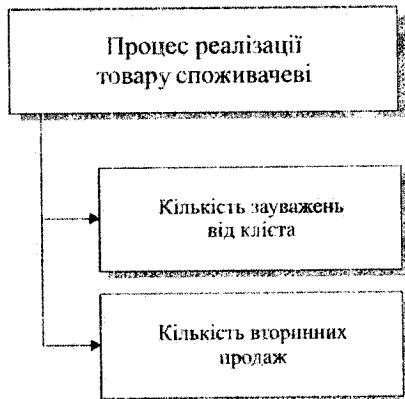 Процес реалізації
товару споживачеві
Кількість зауважень
від клієта
Кількість вторинних
продаж